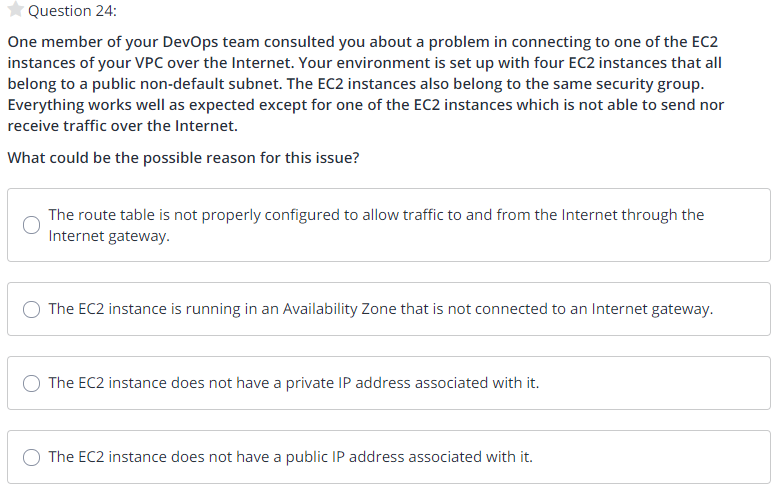 Question 24:
One member of your DevOps team consulted you about a problem in connecting to one of the EC2
instances of your VPC over the Internet. Your environment is set up with four EC2 instances that all
belong to a public non-default subnet. The EC2 instances also belong to the same security group.
Everything works well as expected except for one of the EC2 instances which is not able to send nor
receive traffic over the Internet.
What could be the possible reason for this issue?
The route table is not properly configured to allow traffic to and from the Internet through the
Internet gateway.
The EC2 instance is running in an Availability Zone that is not connected to an Internet gateway.
The EC2 instance does not have a private IP address associated with it.
The EC2 instance does not have a public IP address associated with it.